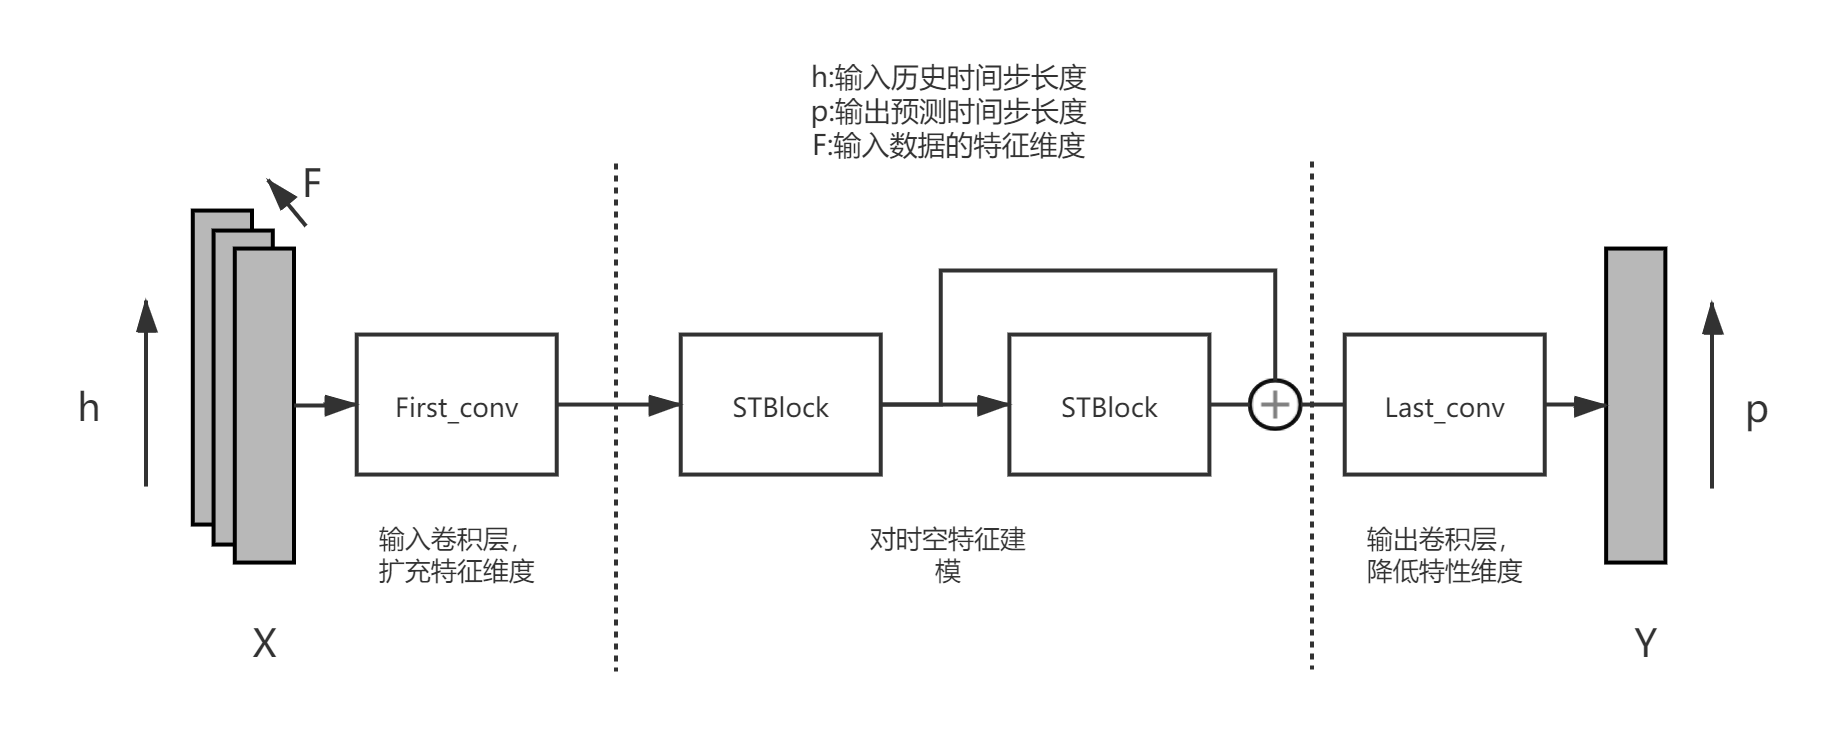 h:输入历史时间步长度
p:输出预测时间步长度
F:输入数据的特征维度
F
h
First_conv
STBlock
STBlock
Last_conv
p
输入卷积层，
扩充特征维度
对时空特征建
模
输出卷积层，
降低特性维度
X
Y